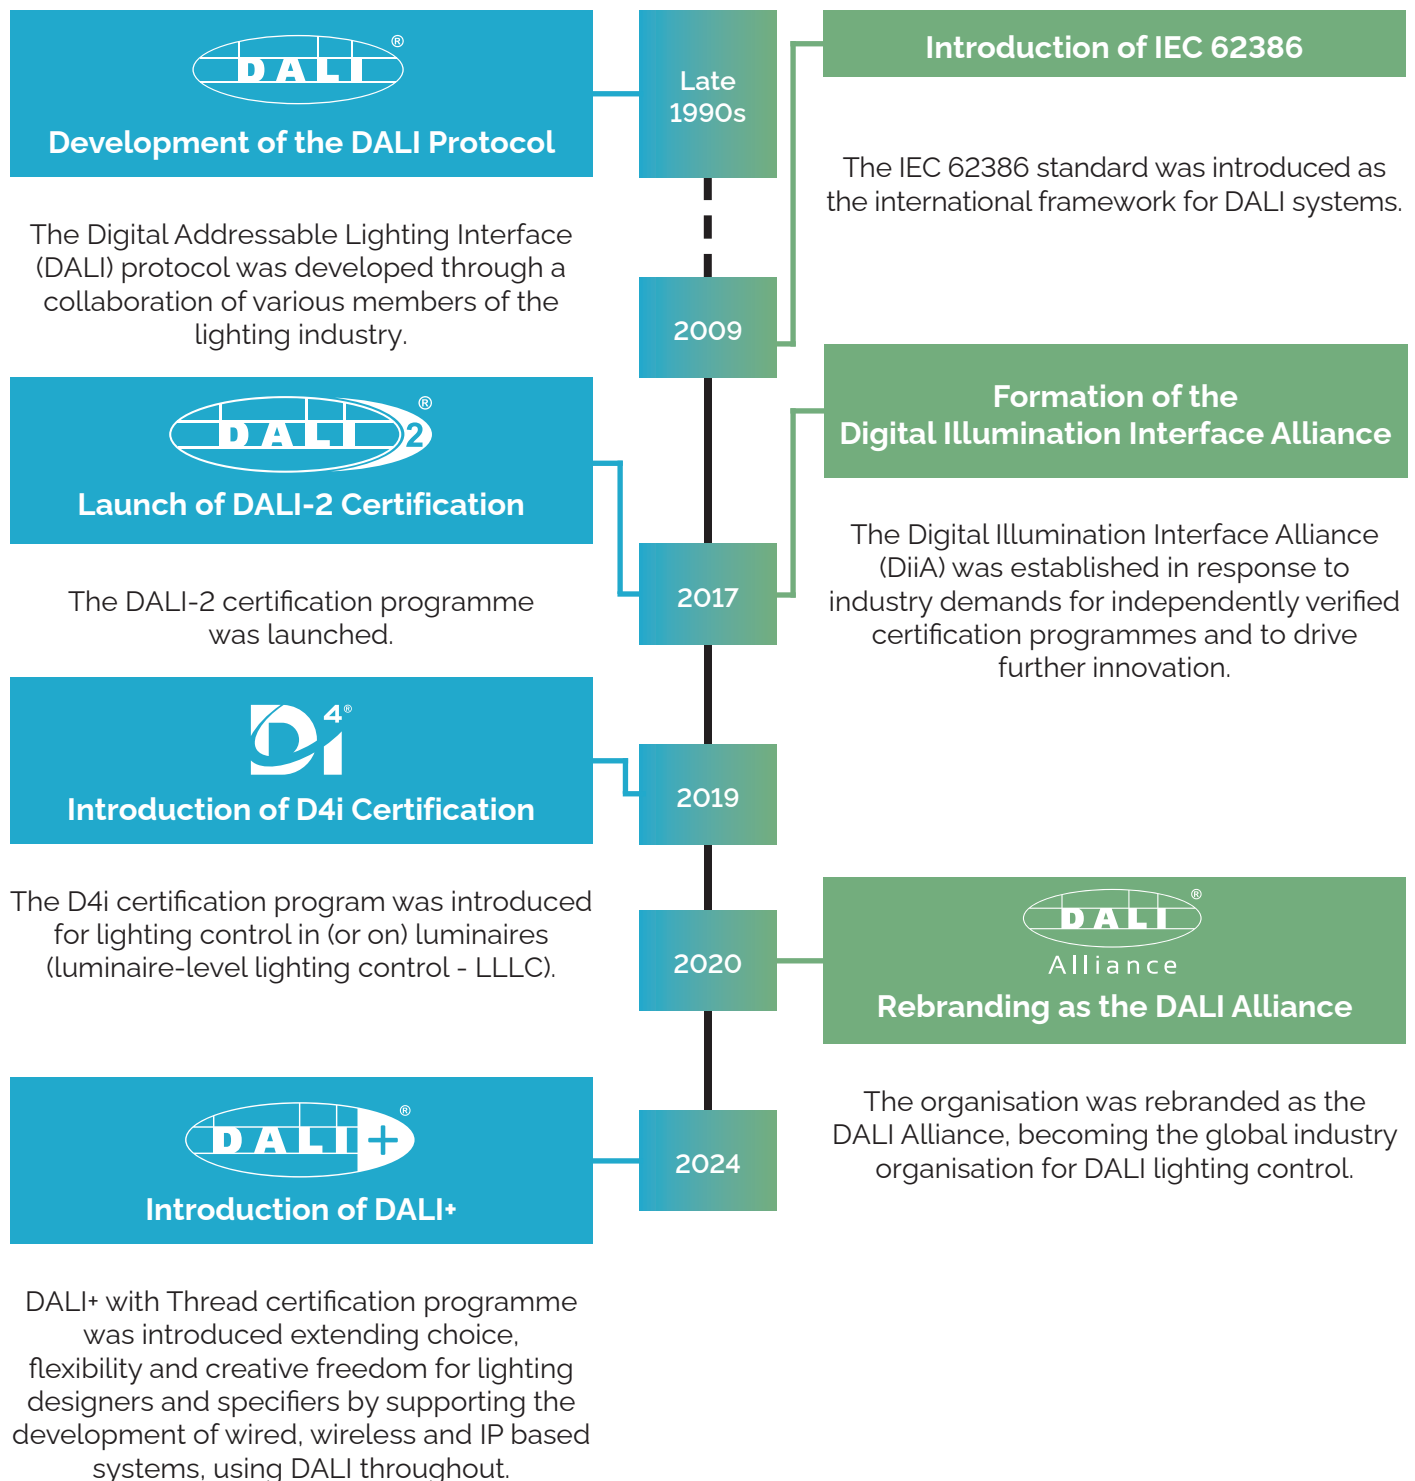 DALI®
Development of the DALI Protocol
The Digital Addressable Lighting Interface
(DALI) protocol was developed through a
collaboration of various members of the
lighting industry.
Late
1990s
Introduction of IEC 62386
The IEC 62386 standard was introduced as
the international framework for DALI systems.
2009
DALI 2®
Launch of DALI-2 Certification
The DALI-2 certification programme
was launched.
2017
Formation of the
Digital Illumination Interface Alliance
The Digital Illumination Interface Alliance
(DiiA) was established in response to
industry demands for independently verified
certification programmes and to drive
further innovation.
D4i®
Introduction of D4i Certification
The D4i certification program was introduced
for lighting control in (or on) luminaires
(luminaire-level lighting control - LLLC).
2019
2020
DALI®
Alliance
Rebranding as the DALI Alliance
The organisation was rebranded as the
DALI Alliance, becoming the global industry
organisation for DALI lighting control.
DALI+®
Introduction of DALI+
DALI+ with Thread certification programme
was introduced extending choice,
flexibility and creative freedom for lighting
designers and specifiers by supporting the
development of wired, wireless and IP based
systems, using DALI throughout.
2024